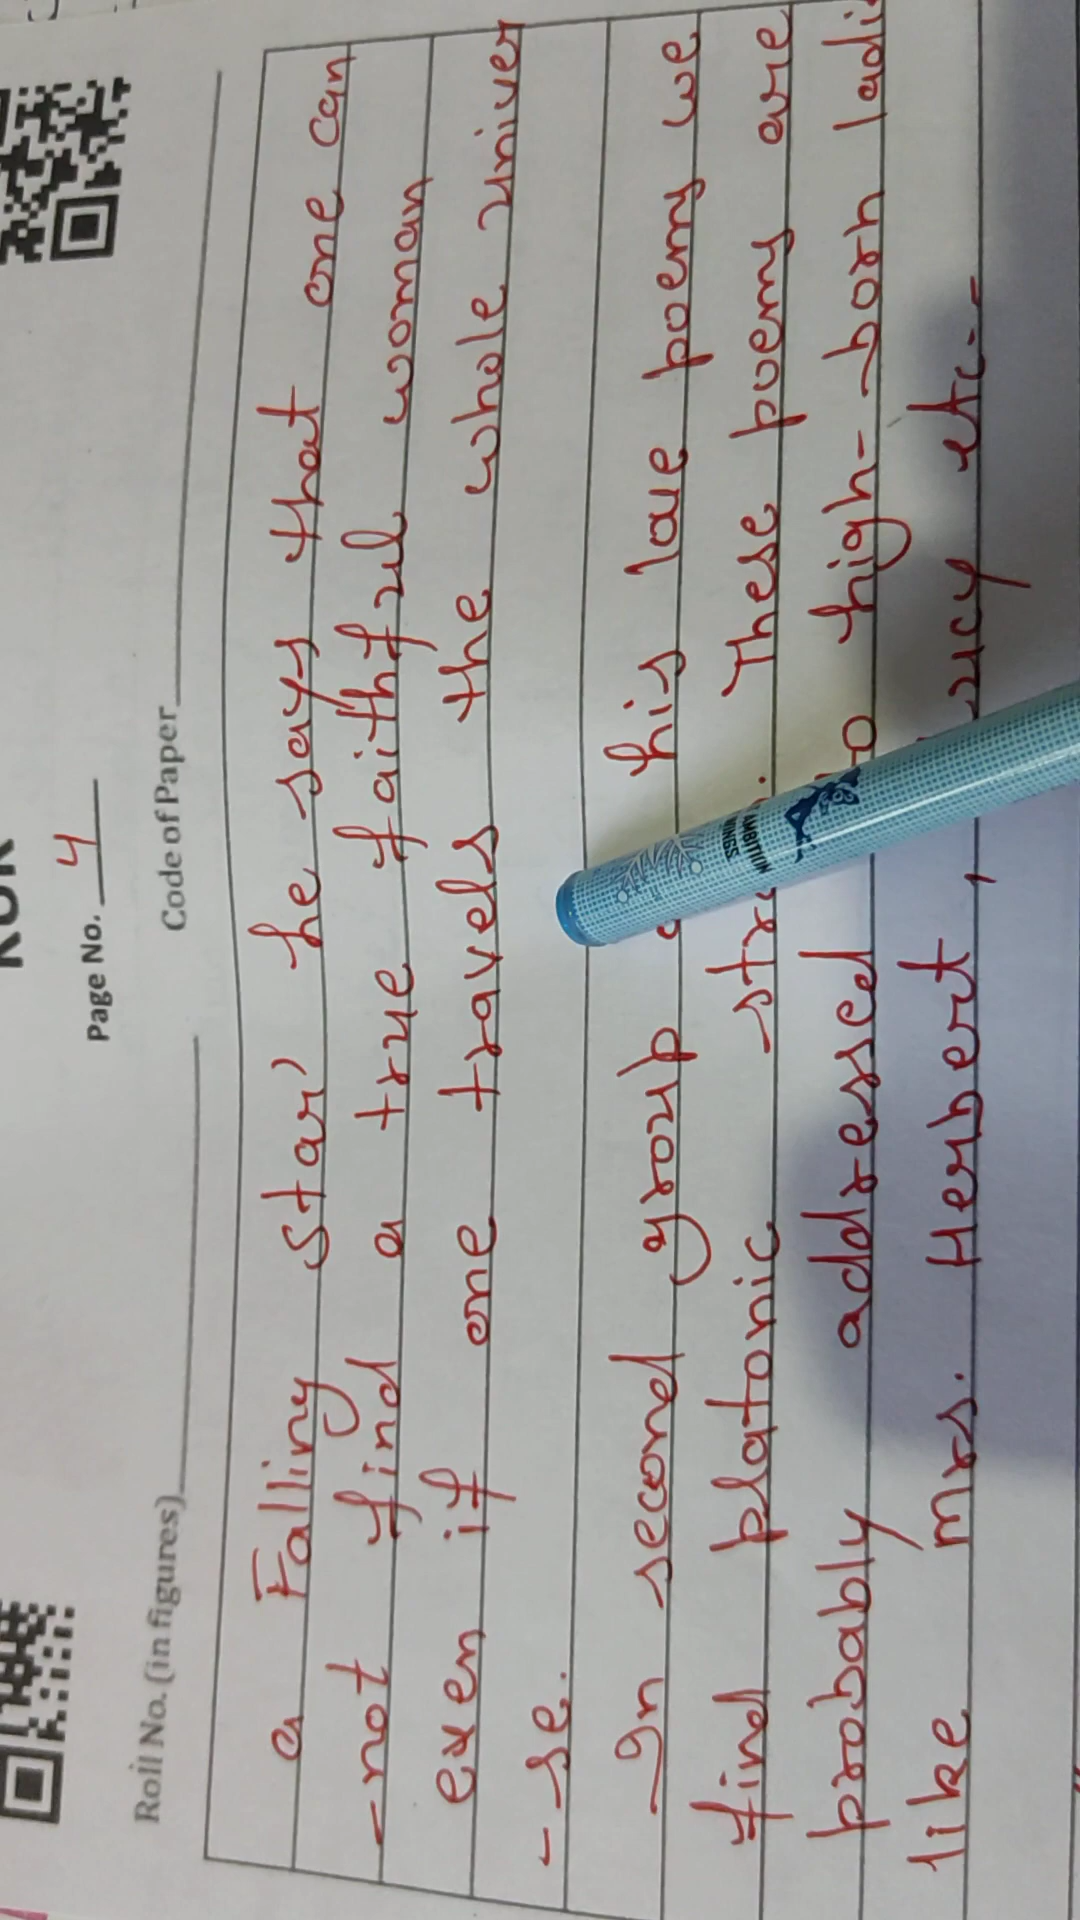 Page No. 4
Roll No. (in figures)
Code of Paper
a Falling star' he says that one can
-not find a true faithful woman
even if one travels the whole univer
--se.
In second group his love poems we
find platonic These poems are
probably addressed high-born
like Mrs. Herbert, etc--
AMBITION